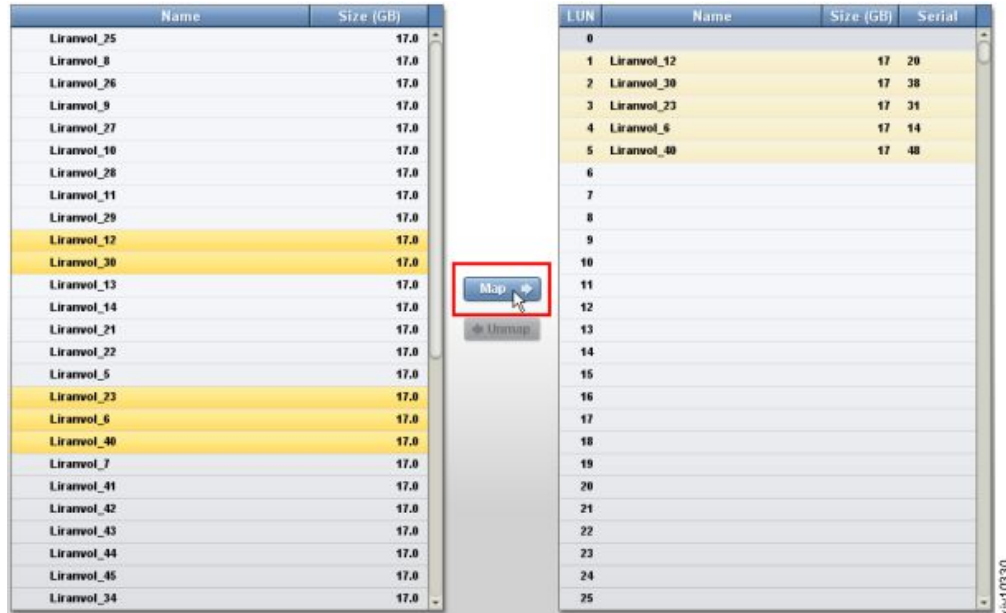 Name Size (GB)
Liranvol_25 17.0
Liranvol_8 17.0
Liranvol_26 17.0
Liranvol_9 17.0
Liranvol_27 17.0
Liranvol_10 17.0
Liranvol_28 17.0
Liranvol_11 17.0
Liranvol_29 17.0
Liranvol_12 17.0
Liranvol_30 17.0
Liranvol_13 17.0
Liranvol_14 17.0
Liranvol_21 17.0
Liranvol_22 17.0
Liranvol_5 17.0
Liranvol_23 17.0
Liranvol_6 17.0
Liranvol_40 17.0
Liranvol_7 17.0
Liranvol_41 17.0
Liranvol_42 17.0
Liranvol_43 17.0
Liranvol_44 17.0
Liranvol_45 17.0
Liranvol_34 17.0
Map
Unmap
LUN Name Size (GB) Serial
0
1 Liranvol_12 17 20
2 Liranvol_30 17 38
3 Liranvol_23 17 31
4 Liranvol_6 17 14
5 Liranvol_40 17 48
6
7
8
9
10
11
12
13
14
15
16
17
18
19
20
21
22
23
24
25